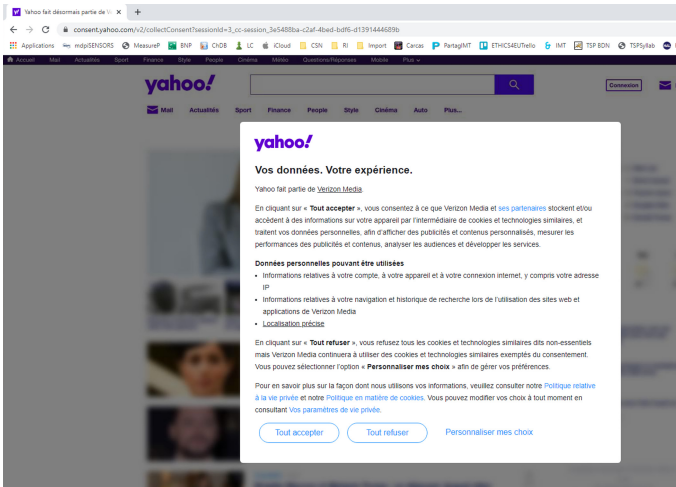 Yahoo fait désormais partie de V
consent.yahoo.com/v2/collectConsent?sessionId=3_cc-session_3e5488ba-c2af-4bed-bdf6-d1391444689b
Applications mdpiSENSORS MeasureP BNP ChDB LC iCloud CSN RI Import Carcas PartagIMT ETHICS4EUTrello IMT TSP BDN TSPSyllab
Accueil Mail Actualités Sport Finance Style People Cinéma Météo Questions/Réponses Mobile Plus
yahoo!
Connexion
Mail Actualités Sport Finance People Style Cinéma Auto Plus...
yahoo!
Vos données. Votre expérience.
Yahoo fait partie de Verizon Media.
En cliquant sur « Tout accepter », vous consentez à ce que Verizon Media et ses partenaires stockent et/ou
accèdent à des informations sur votre appareil par l'intermédiaire de cookies et technologies similaires, et
traitent vos données personnelles, afin d'afficher des publicités et contenus personnalisés, mesurer les
performances des publicités et contenus, analyser les audiences et développer les services.
Données personnelles pouvant être utilisées
• Informations relatives à votre compte, à votre appareil et à votre connexion internet, y compris votre adresse
IP
• Informations relatives à votre navigation et historique de recherche lors de l'utilisation des sites web et
applications de Verizon Media
• Localisation précise
En cliquant sur « Tout refuser », vous refusez tous les cookies et technologies similaires dits non-essentiels
mais Verizon Media continuera à utiliser des cookies et technologies similaires exemptés du consentement.
Vous pouvez sélectionner l'option « Personnaliser mes choix » afin de gérer vos préférences.
Pour en savoir plus sur la façon dont nous utilisons vos informations, veuillez consulter notre Politique relative
à la vie privée et notre Politique en matière de cookies. Vous pouvez modifier vos choix à tout moment en
consultant Vos paramètres de vie privée.
Tout accepter Tout refuser Personnaliser mes choix